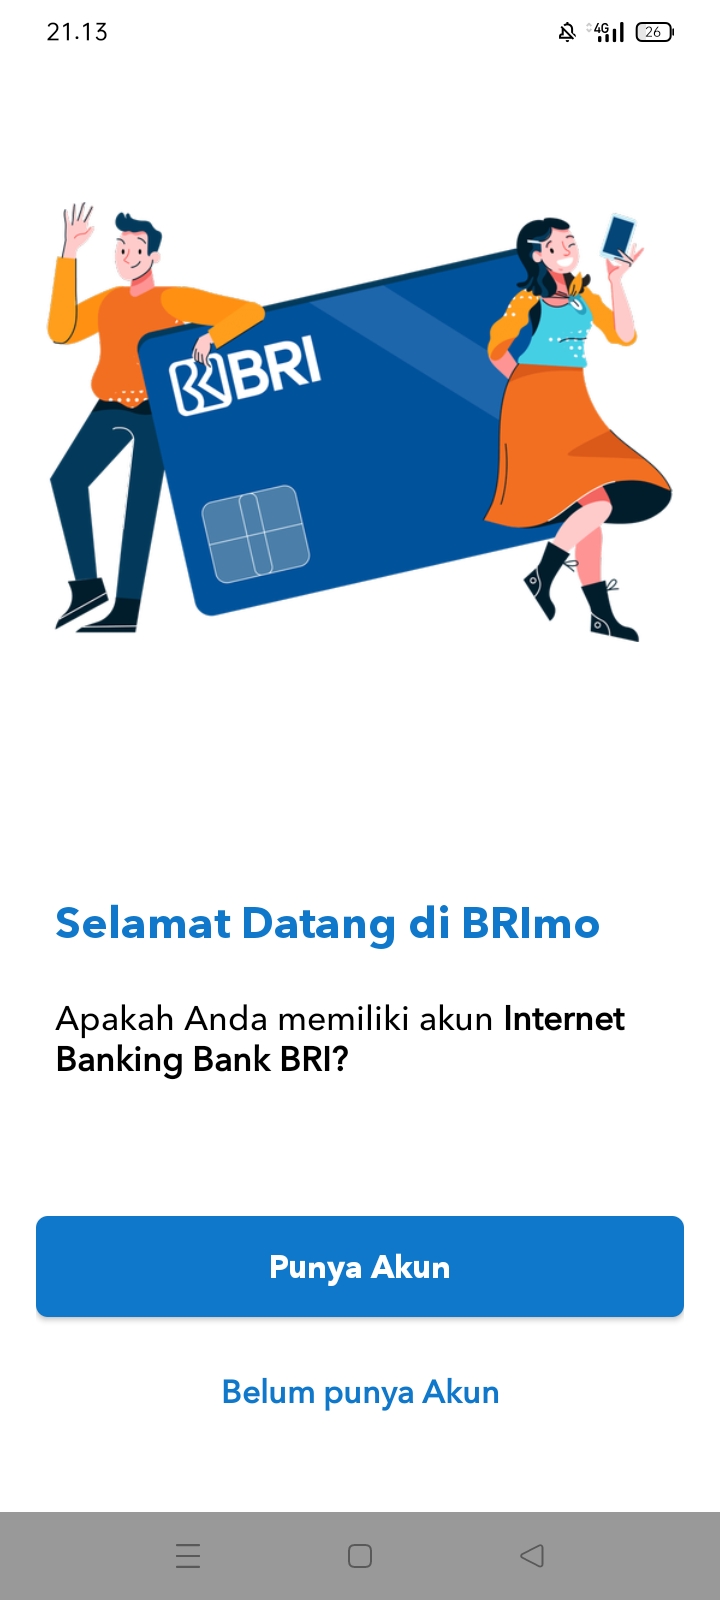 21.13
4G
26
BRI
Selamat Datang di BRImo
Apakah Anda memiliki akun Internet
Banking Bank BRI?
Punya Akun
Belum punya Akun